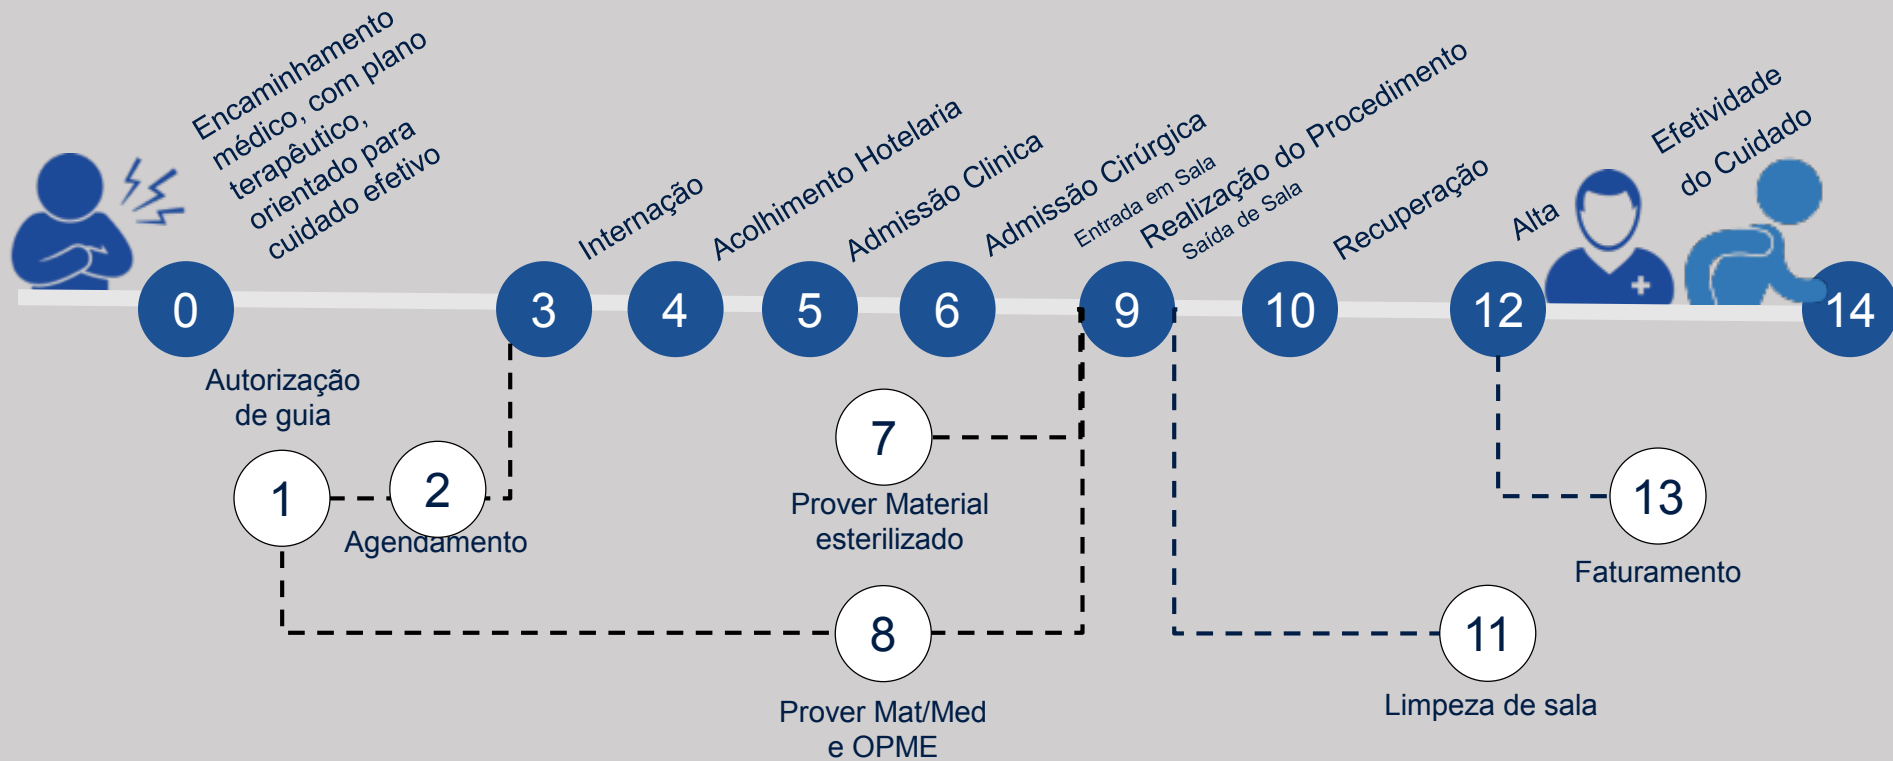 Encaminhamento
médico, com plano
terapêutico,
orientado para
cuidado efetivo
Internação
Acolhimento Hotelaria
Admissão Clinica
Admissão Cirúrgica
Entrada em Sala
Realização do Procedimento
Saída de Sala
Recuperação
Alta
Efetividade
do Cuidado
0
3
4
5
6
9
10
12
14
Autorização
de guia
1
2
Agendamento
7
Prover Material
esterilizado
8
Prover Mat/Med
e OPME
13
Faturamento
11
Limpeza de sala